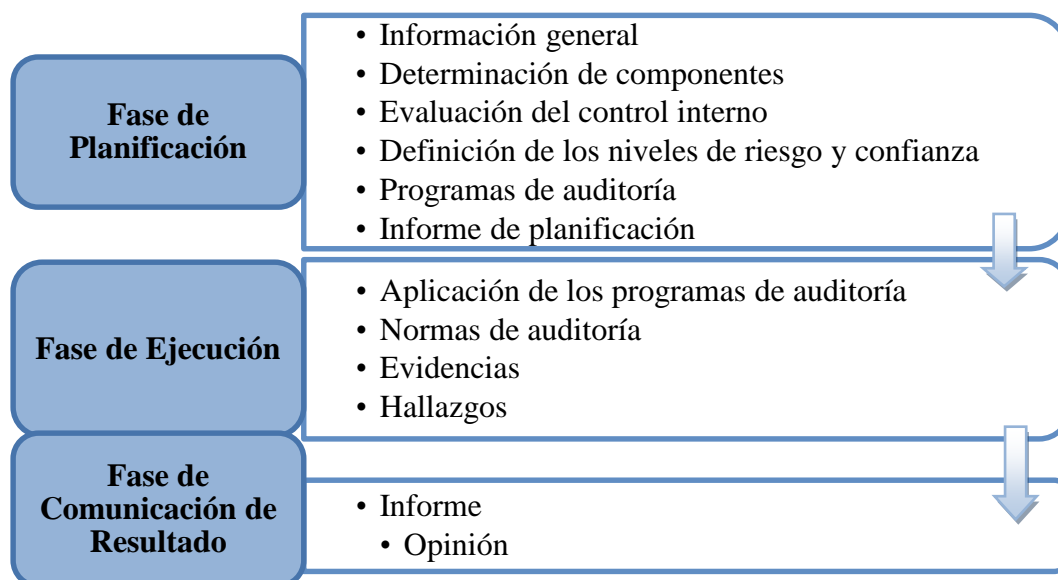 Fase de
Planificación
• Información general
• Determinación de componentes
• Evaluación del control interno
• Definición de los niveles de riesgo y confianza
• Programas de auditoría
• Informe de planificación
Fase de Ejecución
• Aplicación de los programas de auditoría
• Normas de auditoría
• Evidencias
• Hallazgos
Fase de
Comunicación de
Resultado
• Informe
• Opinión